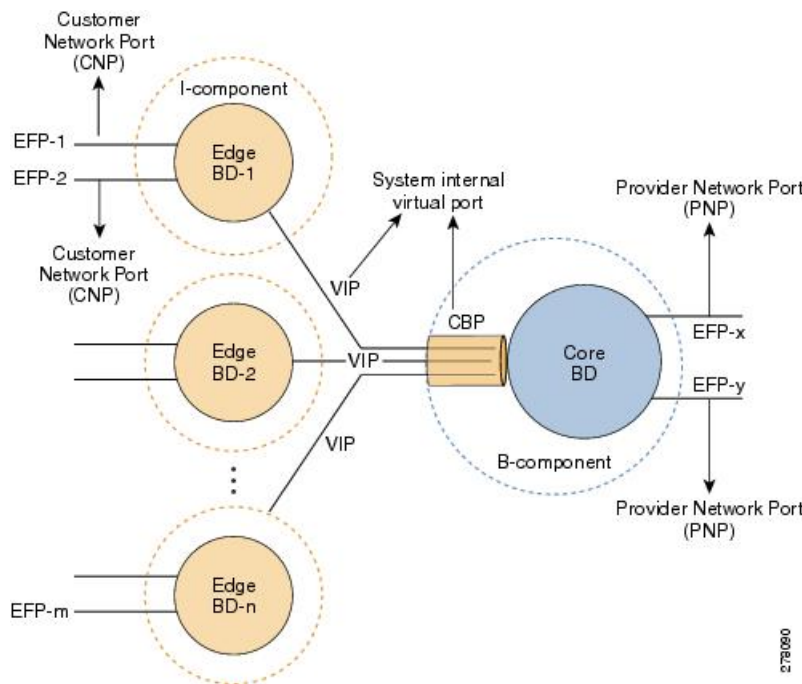 Customer
Network Port
(CNP)
I-component
EFP-1
EFP-2
Edge
BD-1
Customer
Network Port
(CNP)
System internal
virtual port
Provider Network Port
(PNP)
VIP
CBP
Edge
BD-2
VIP
Core
BD
EFP-x
EFP-y
VIP
B-component
Provider Network Port
(PNP)
Edge
BD-n
EFP-m
278090